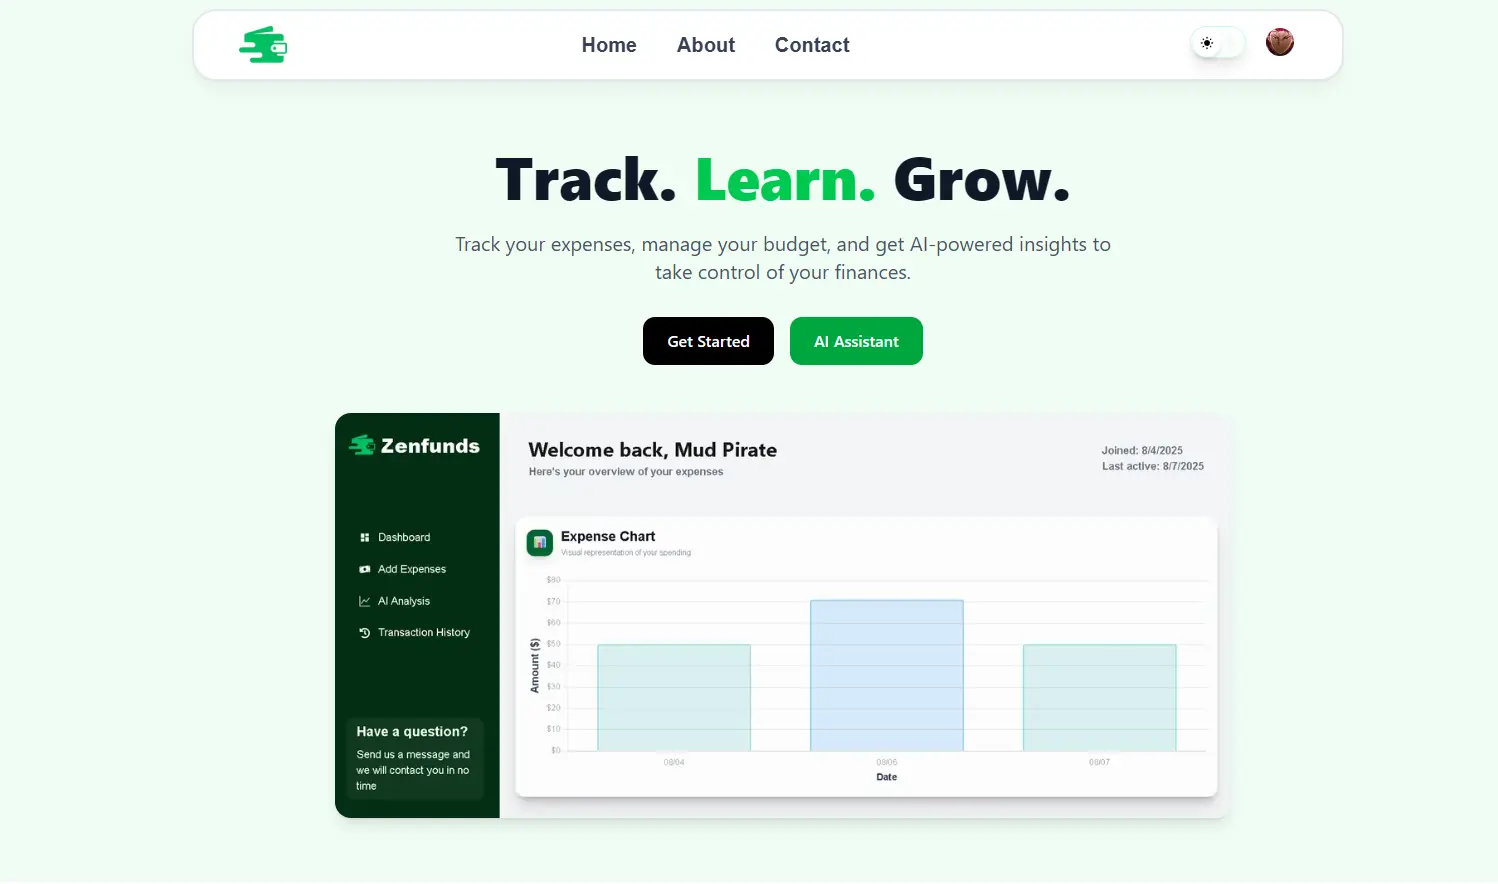 Home About Contact
Track. Learn. Grow.
Track your expenses, manage your budget, and get AI-powered insights to
take control of your finances.
Get Started AI Assistant
Zenfunds
Dashboard
Add Expenses
AI Analysis
Transaction History
Have a question?
Send us a message and
we will contact you in no
time
Welcome back, Mud Pirate
Here's your overview of your expenses
Joined: 8/4/2025
Last active: 8/7/2025
Expense Chart
Visual representation of your spending
$80
$70
$60
$50
$40
$30
$20
$10
$0
Amount ($)
08/04 08/06 08/07
Date